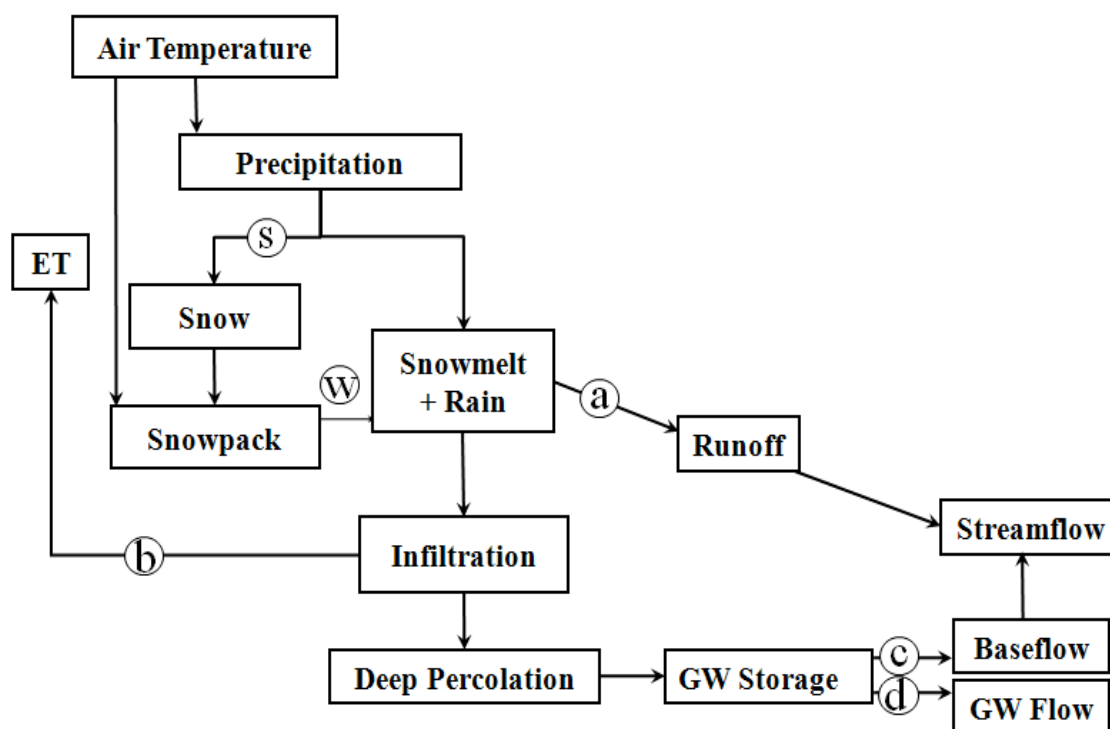 Air Temperature
Precipitation
s
ET
Snow
Snowmelt
+ Rain
w
a
Snowpack
Runoff
Streamflow
Infiltration
b
Baseflow
c
Deep Percolation
GW Storage
d
GW Flow